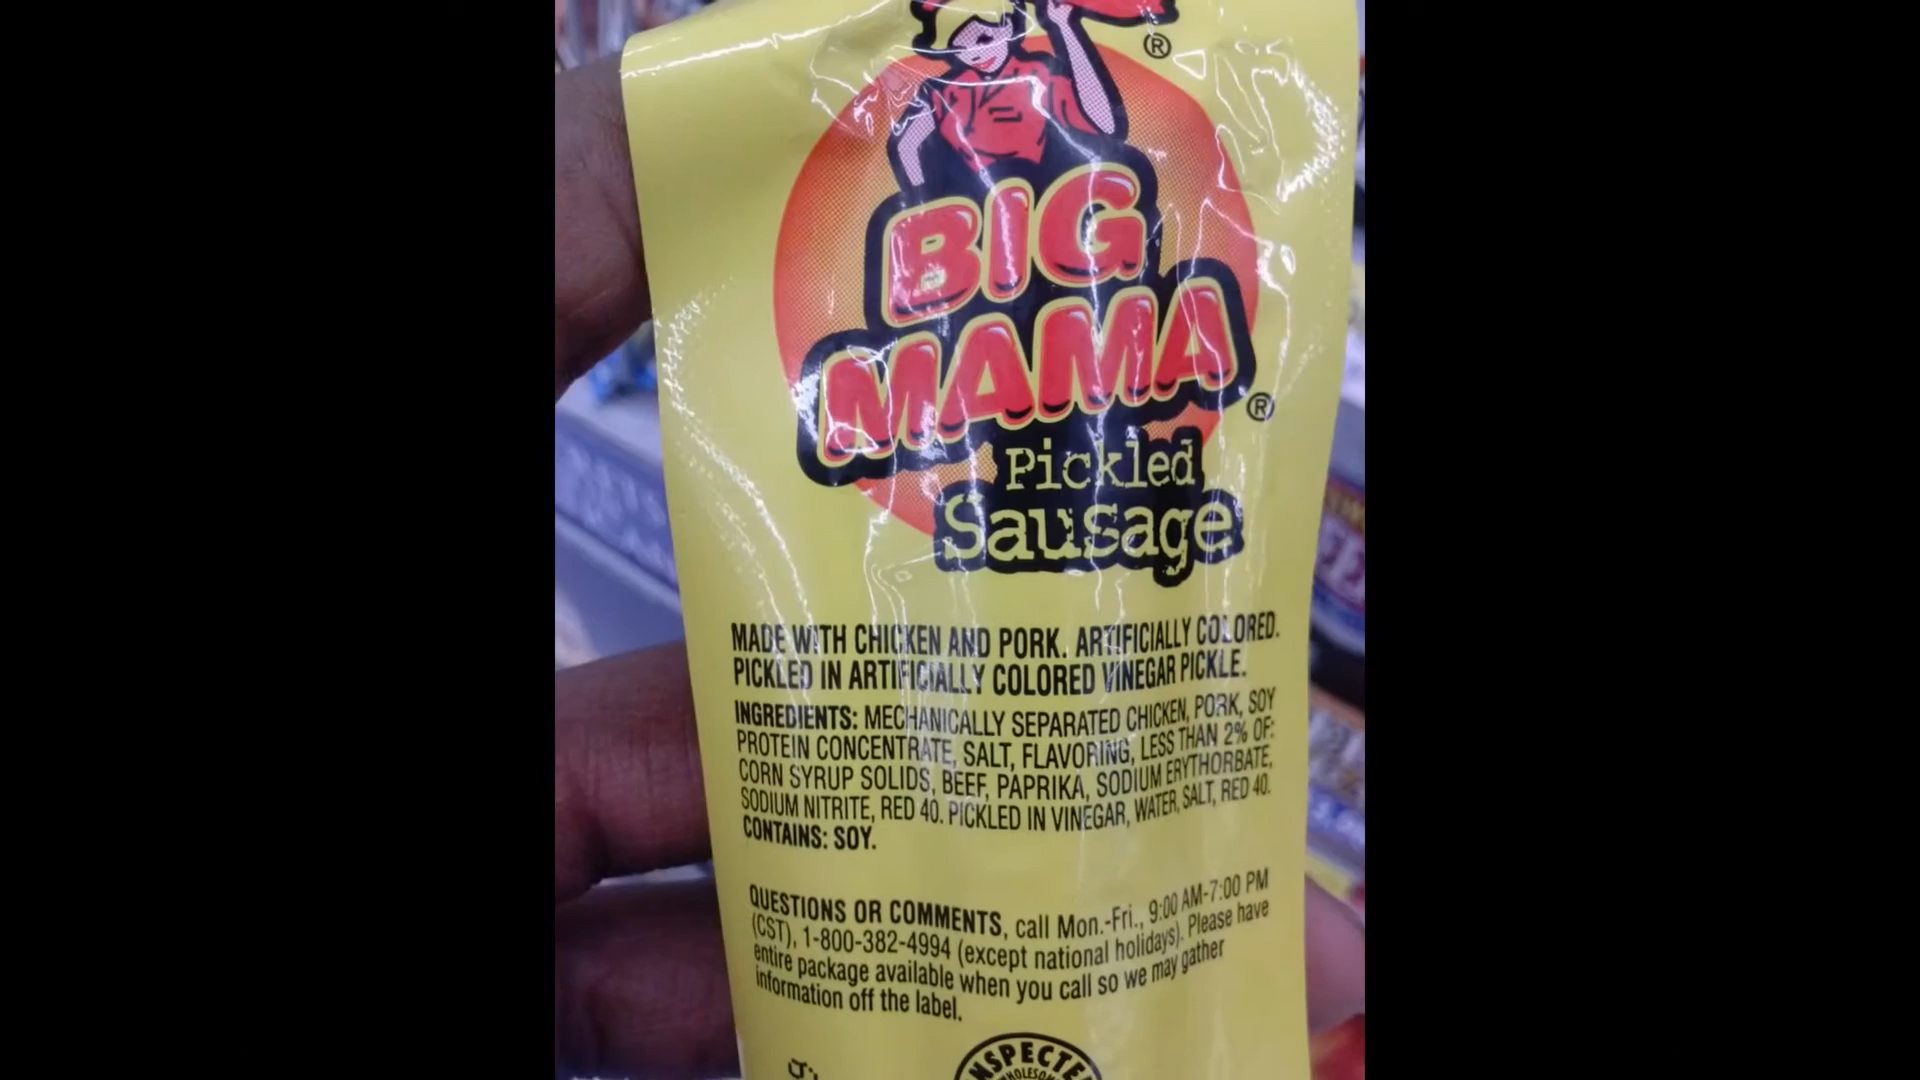 ®
BIG
MAMA ®
Pickled
Sausage
MADE WITH CHICKEN AND PORK. ARTIFICIALLY COLORED.
PICKLED IN ARTIFICIALLY COLORED VINEGAR PICKLE.
INGREDIENTS: MECHANICALLY SEPARATED CHICKEN, PORK, SOY
PROTEIN CONCENTRATE, SALT, FLAVORING, LESS THAN 2% OF:
CORN SYRUP SOLIDS, BEEF, PAPRIKA, SODIUM ERYTHORBATE,
SODIUM NITRITE, RED 40. PICKLED IN VINEGAR, WATER, SALT, RED 40.
CONTAINS: SOY.
QUESTIONS OR COMMENTS, call Mon.-Fri., 9:00 AM-7:00 PM
(CST), 1-800-382-4994 (except national holidays). Please have
entire package available when you call so we may gather
information off the label.